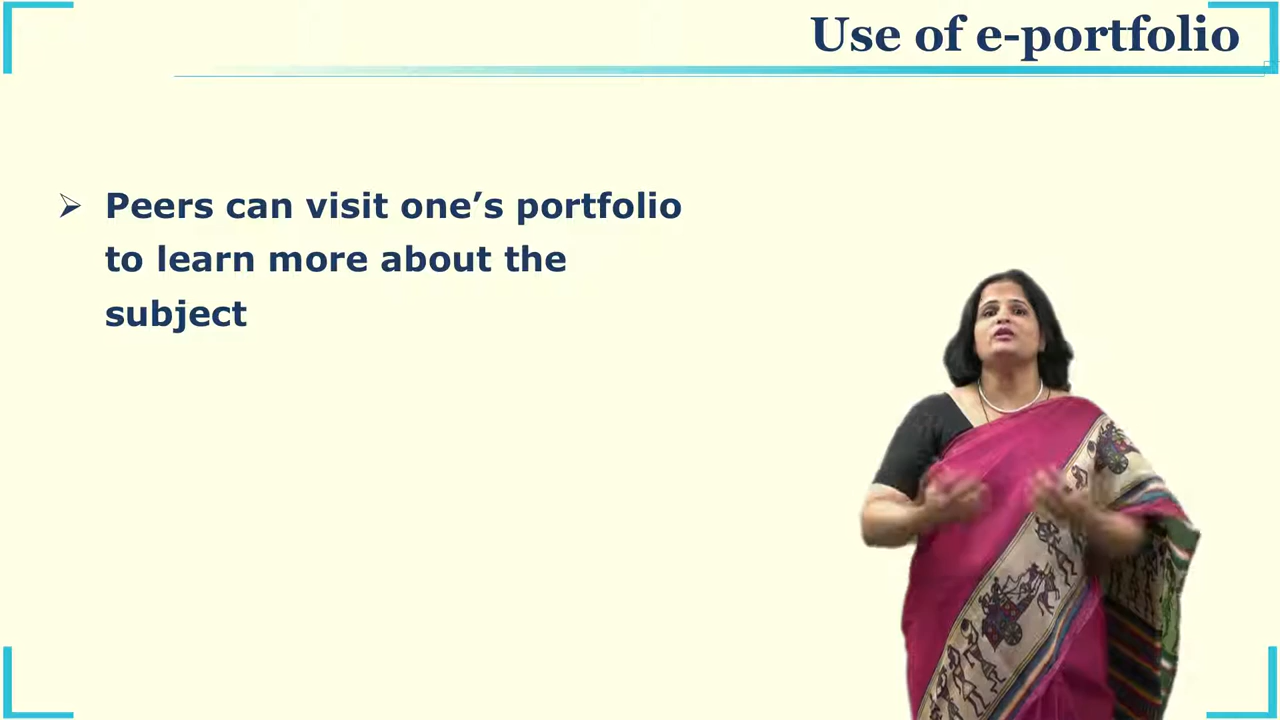 Use of e-portfolio
➢ Peers can visit one’s portfolio
to learn more about the
subject